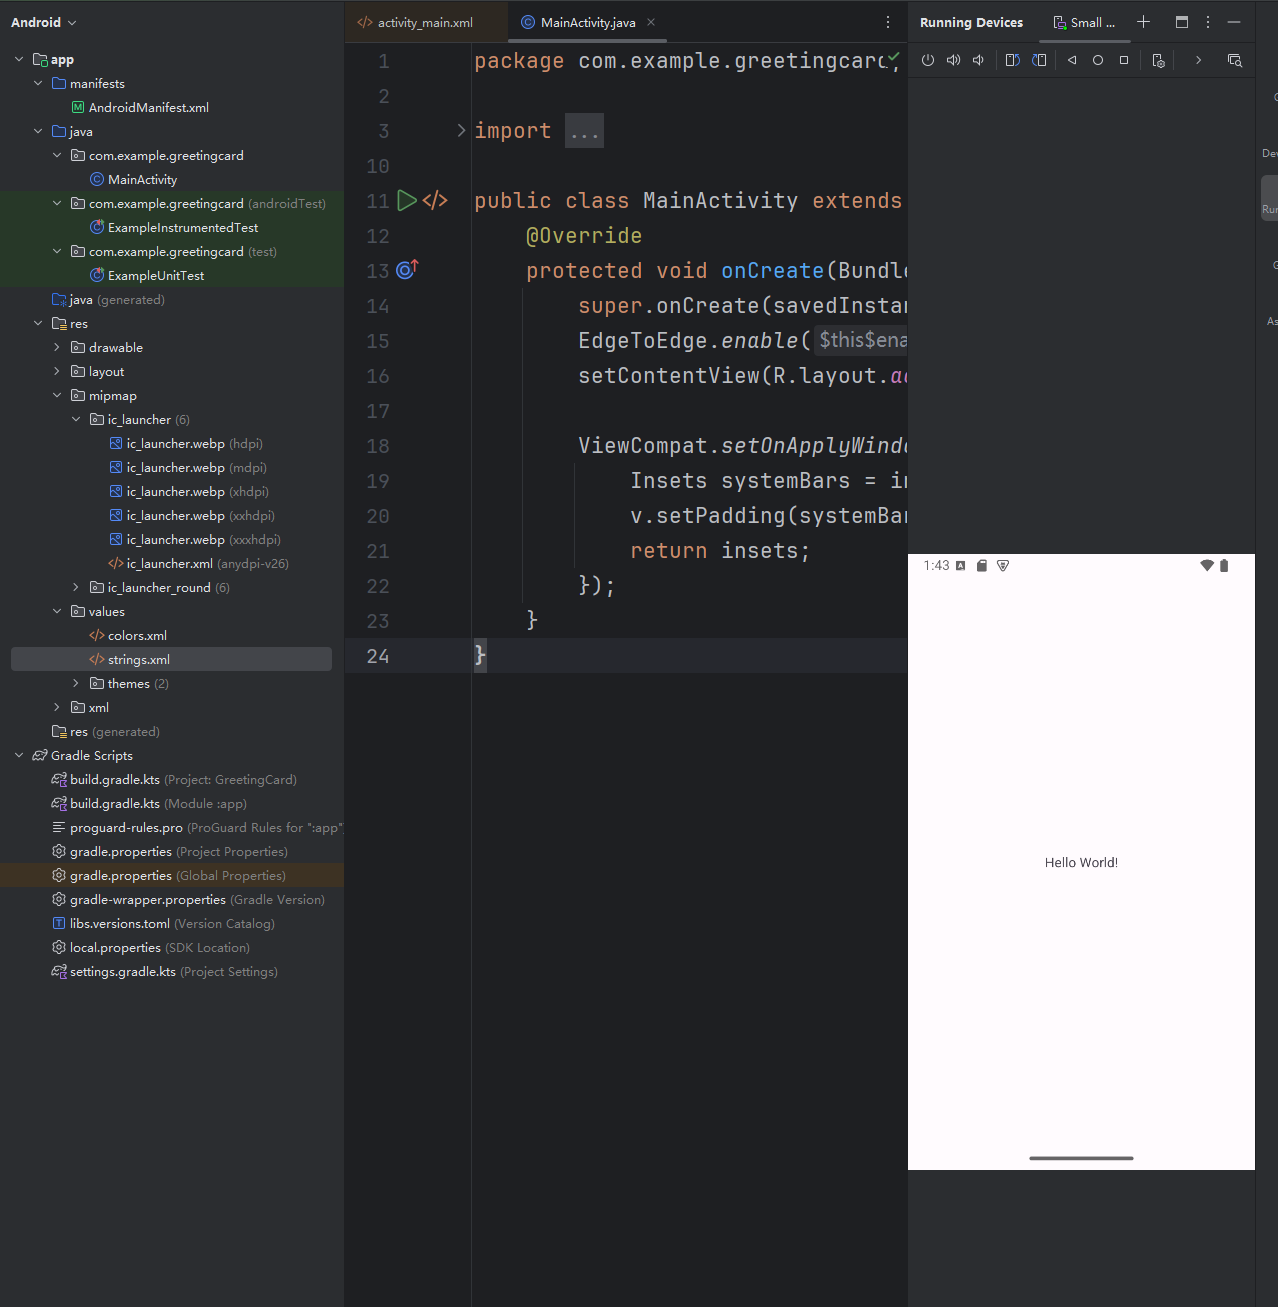 Android
app
manifests
AndroidManifest.xml
java
com.example.greetingcard
MainActivity
com.example.greetingcard (androidTest)
ExampleInstrumentedTest
com.example.greetingcard (test)
ExampleUnitTest
java (generated)
res
drawable
layout
mipmap
ic_launcher (6)
ic_launcher.webp (hdpi)
ic_launcher.webp (mdpi)
ic_launcher.webp (xhdpi)
ic_launcher.webp (xxhdpi)
ic_launcher.webp (xxxhdpi)
ic_launcher.xml (anydpi-v26)
ic_launcher_round (6)
values
colors.xml
strings.xml
themes (2)
xml
res (generated)
Gradle Scripts
build.gradle.kts (Project: GreetingCard)
build.gradle.kts (Module :app)
proguard-rules.pro (ProGuard Rules for ":app"
gradle.properties (Project Properties)
gradle.properties (Global Properties)
gradle-wrapper.properties (Gradle Version)
libs.versions.toml (Version Catalog)
local.properties (SDK Location)
settings.gradle.kts (Project Settings)
activity_main.xml MainActivity.java
1 package com.example.greetingcard;
2
3 import ...
10
11 public class MainActivity extends
12 @Override
13 protected void onCreate(Bundle
14 super.onCreate(savedInstan
15 EdgeToEdge.enable( $this$ena
16 setContentView(R.layout.ac
17
18 ViewCompat.setOnApplyWindo
19 Insets systemBars = in
20 v.setPadding(systemBar
21 return insets;
22 });
23 }
24 }
Running Devices Small ...
1:43
Hello World!
Dev
Run
G
As